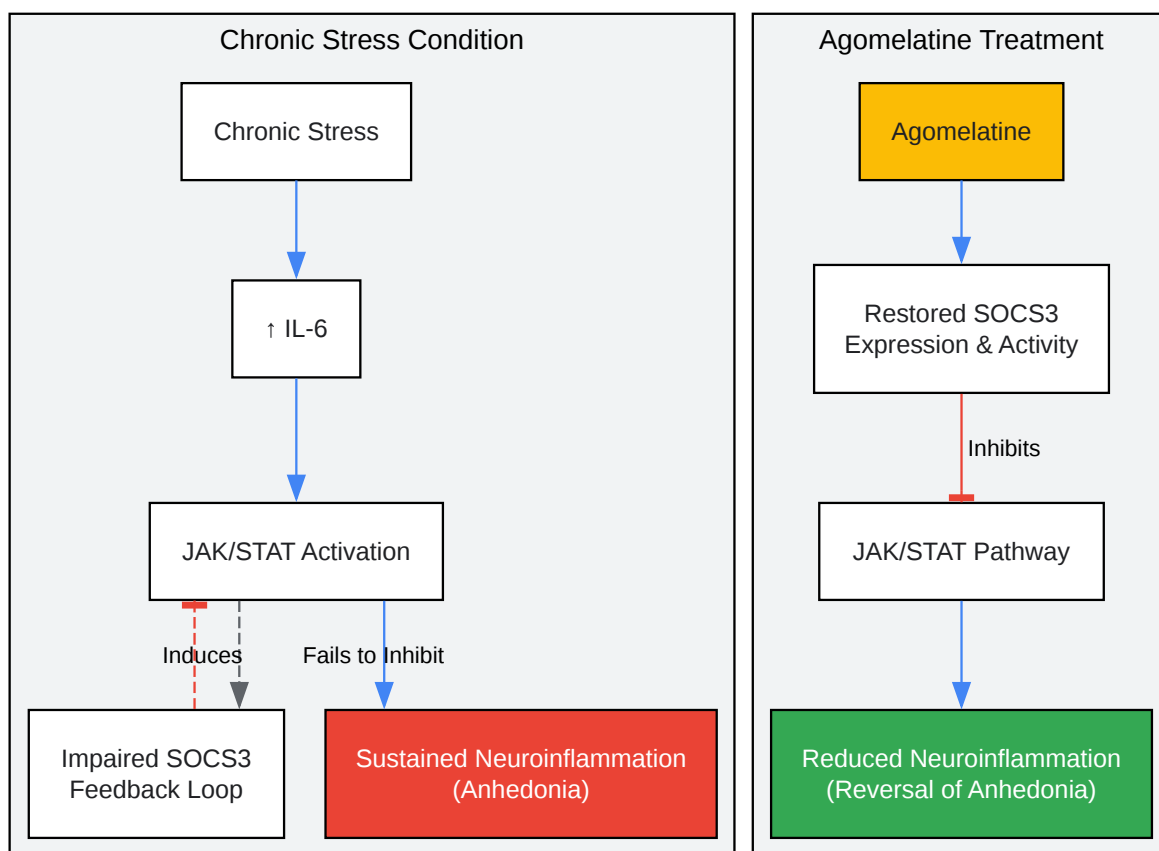 Chronic Stress Condition
Chronic Stress
↑ IL-6
JAK/STAT Activation
Induces
Fails to Inhibit
Impaired SOCS3
Feedback Loop
Sustained Neuroinflammation
(Anhedonia)
Agomelatine Treatment
Agomelatine
Restored SOCS3
Expression & Activity
Inhibits
JAK/STAT Pathway
Reduced Neuroinflammation
(Reversal of Anhedonia)